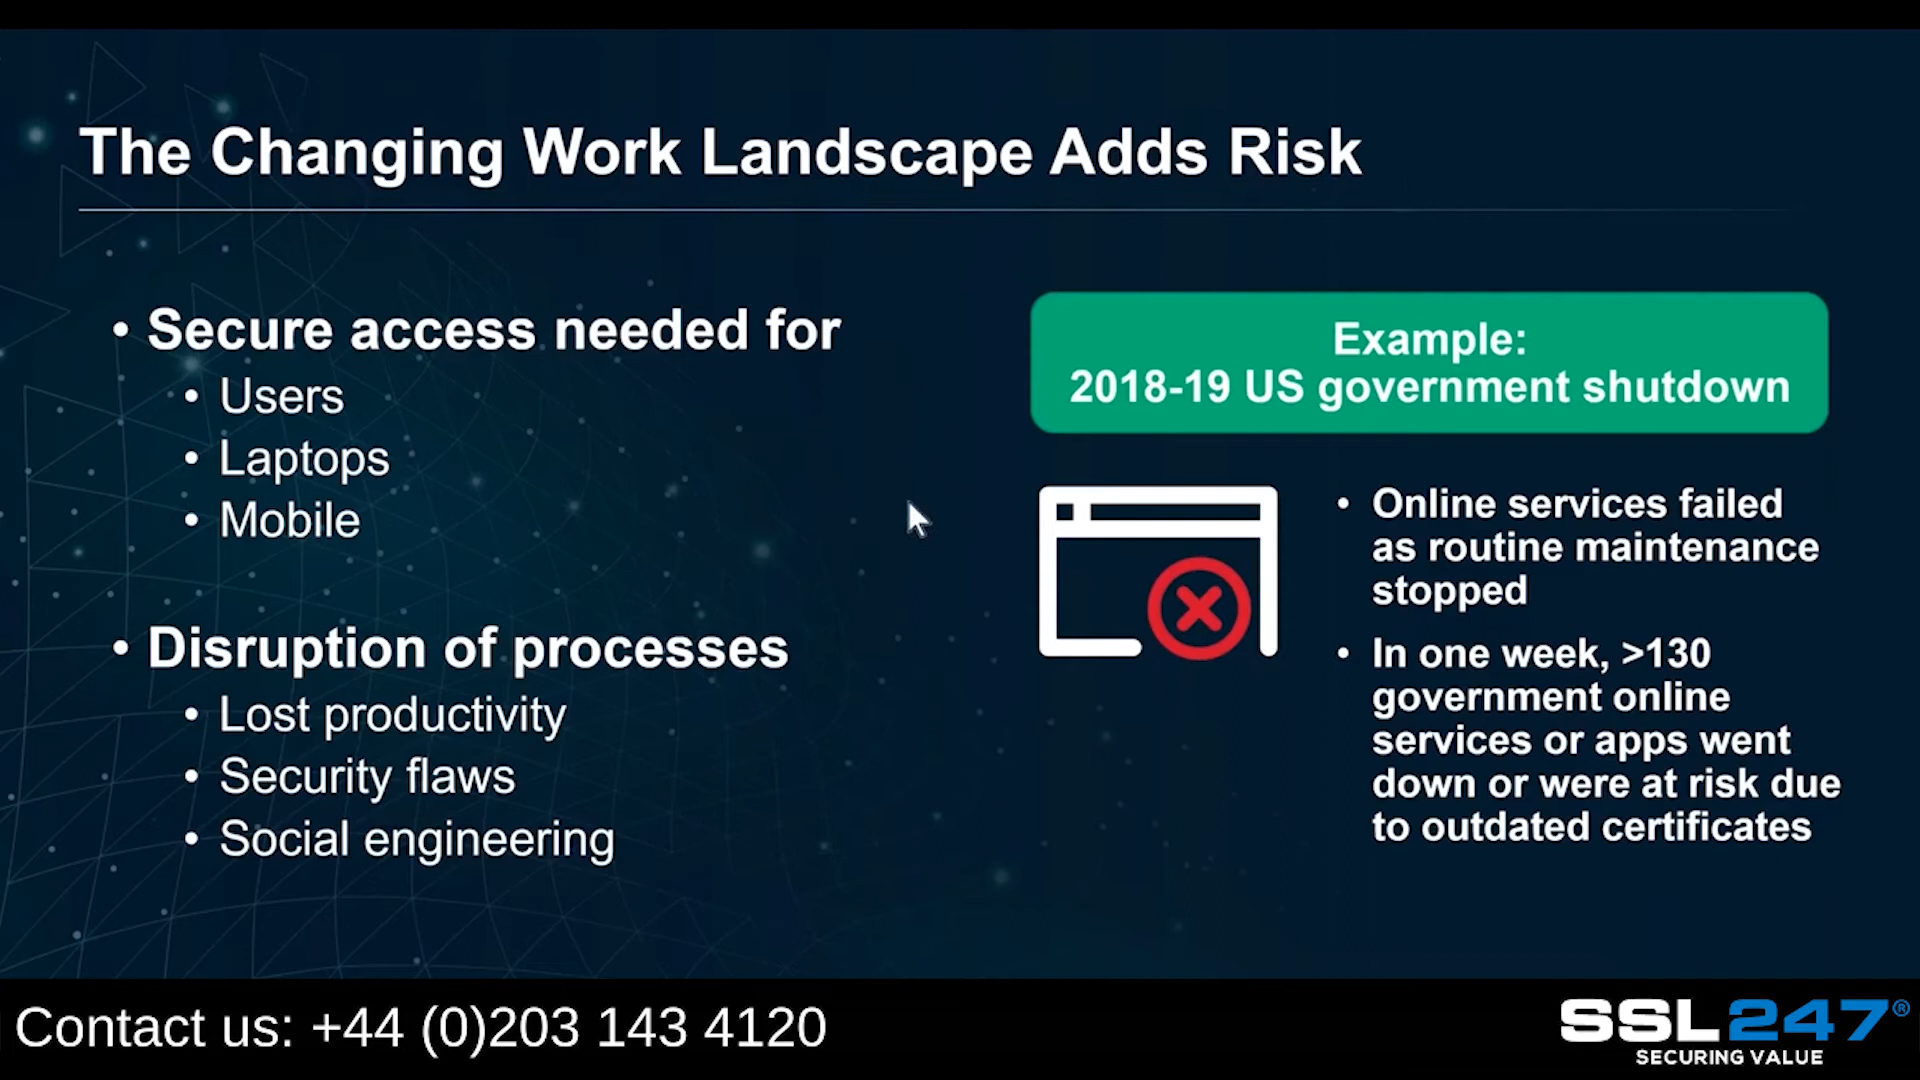 The Changing Work Landscape Adds Risk
• Secure access needed for
• Users
• Laptops
• Mobile
• Disruption of processes
• Lost productivity
• Security flaws
• Social engineering
Example:
2018-19 US government shutdown
• Online services failed
as routine maintenance
stopped
• In one week, >130
government online
services or apps went
down or were at risk due
to outdated certificates
Contact us: +44 (0)203 143 4120
SSL247®
SECURING VALUE